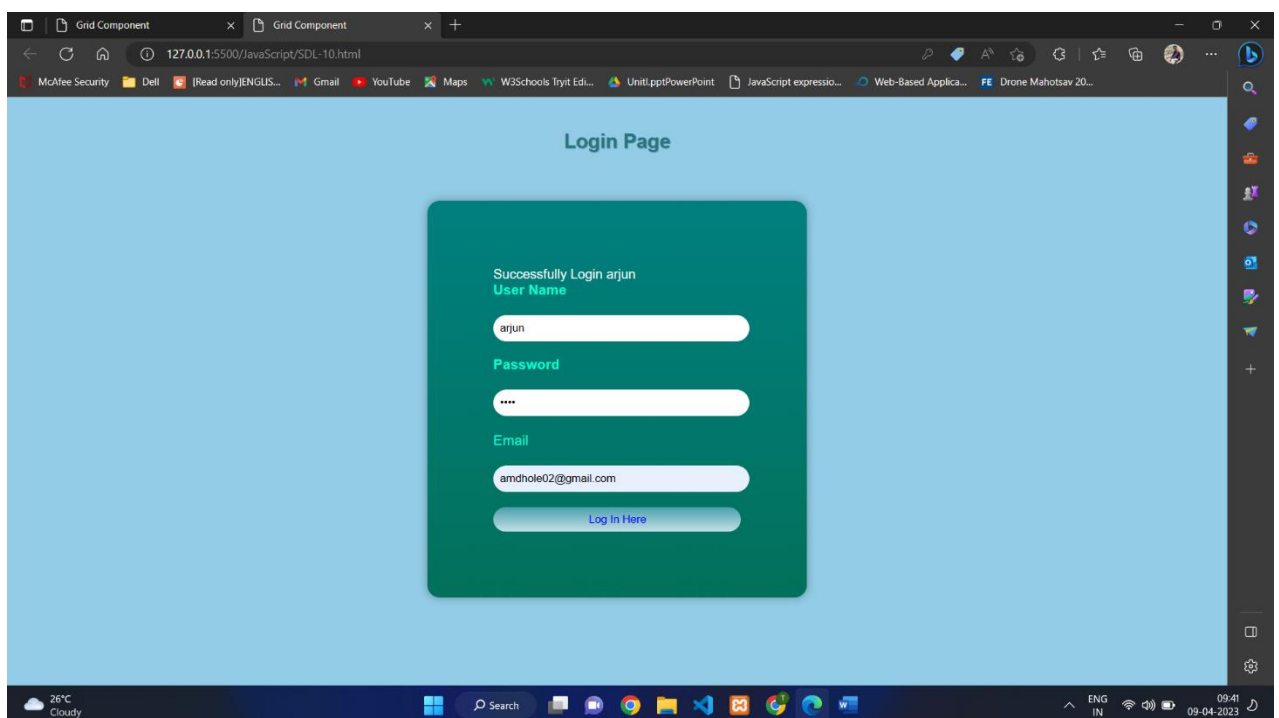 Grid Component
Grid Component
127.0.0.1:5500/JavaScript/SDL-10.html
McAfee Security Dell [Read only]ENGLIS... Gmail YouTube Maps W3Schools Tryit Edi... UnitI.pptPowerPoint JavaScript expressio... Web-Based Applica... FE Drone Mahotsav 20...
Login Page
Successfully Login arjun
User Name
arjun
Password
••••
Email
amdhole02@gmail.com
Log In Here
26°C
Cloudy
Search
ENG
IN
09:41
09-04-2023